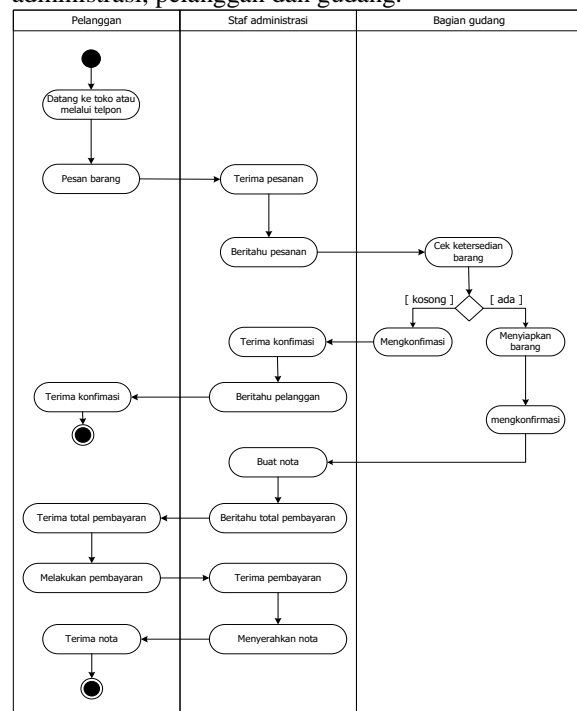 administrasi, pelanggan dan gudang.
Pelanggan
Staf administrasi
Bagian gudang
Datang ke toko atau
melalui telpon
Pesan barang
Terima pesanan
Beritahu pesanan
Cek ketersedian
barang
[ kosong ]
[ ada ]
Terima konfimasi
Mengkonfimasi
Menyiapkan
barang
Terima konfimasi
Beritahu pelanggan
mengkonfirmasi
Buat nota
Terima total pembayaran
Beritahu total pembayaran
Melakukan pembayaran
Terima pembayaran
Terima nota
Menyerahkan nota